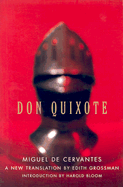 DON QUIXOTE
MIGUEL DE CERVANTES
A NEW TRANSLATION BY EDITH GROSSMAN
INTRODUCTION BY HAROLD BLOOM